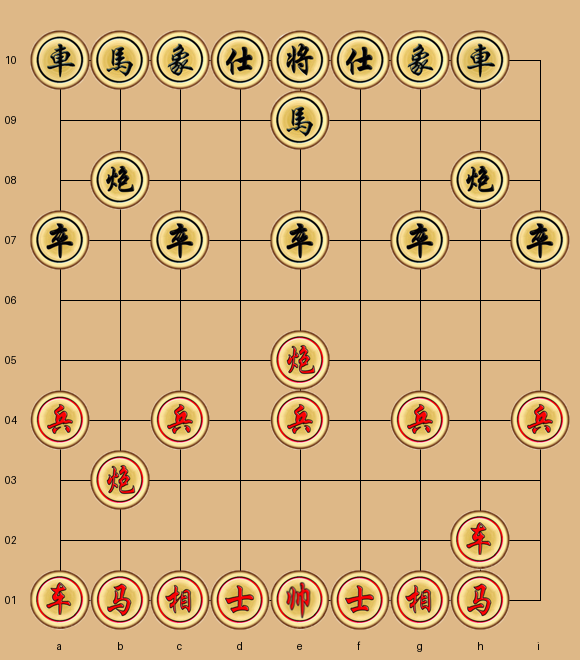 10 車 馬 象 仕 将 仕 象 車
09 馬
08 炮 炮
07 卒 卒 卒 卒 卒
06
05 炮
04 兵 兵 兵 兵 兵
03 炮
02 车
01 车 马 相 士 帅 士 相 马
a b c d e f g h i